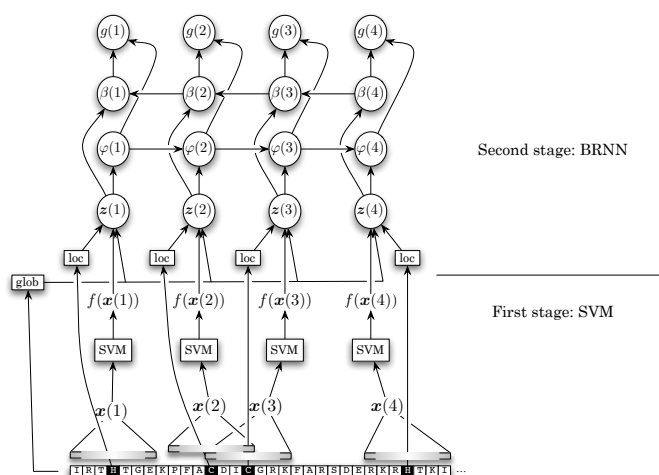 g(1) g(2) g(3) g(4)
β(1) β(2) β(3) β(4)
φ(1) φ(2) φ(3) φ(4)
Second stage: BRNN
z(1) z(2) z(3) z(4)
loc loc loc loc
glob
f(x(1)) f(x(2)) f(x(3)) f(x(4))
First stage: SVM
SVM SVM SVM SVM
x(1) x(2) x(3) x(4)
IRTHTGEKPFACDICGRKFARSDERKRHTKI...